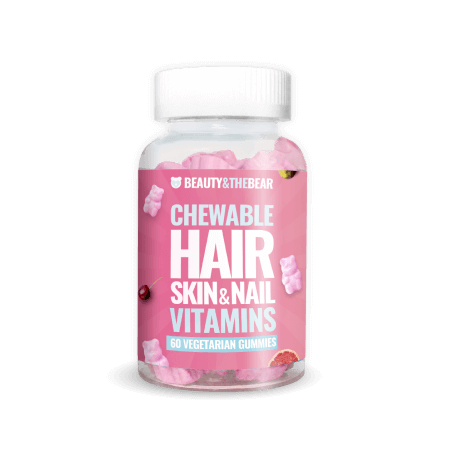 BEAUTY&THEBEAR
CHEWABLE
HAIR
SKIN&NAIL
VITAMINS
60 VEGETARIAN GUMMIES